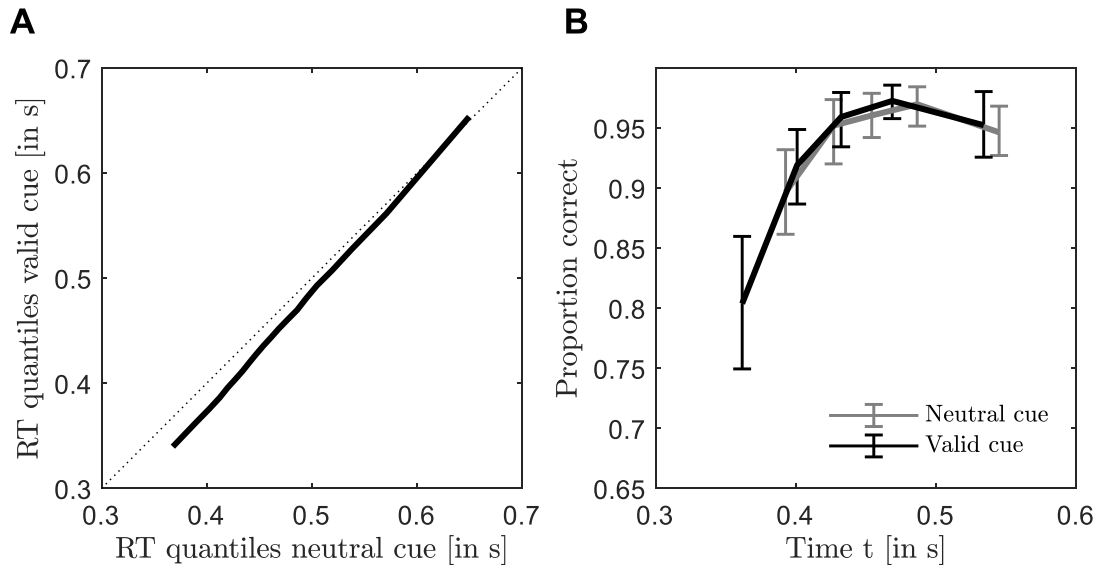 A
B
RT quantiles valid cue [in s]
0.7
0.6
0.5
0.4
0.3
0.3 0.4 0.5 0.6 0.7
RT quantiles neutral cue [in s]
Proportion correct
0.95
0.9
0.85
0.8
0.75
0.7
0.65
Neutral cue
Valid cue
0.3 0.4 0.5 0.6
Time t [in s]